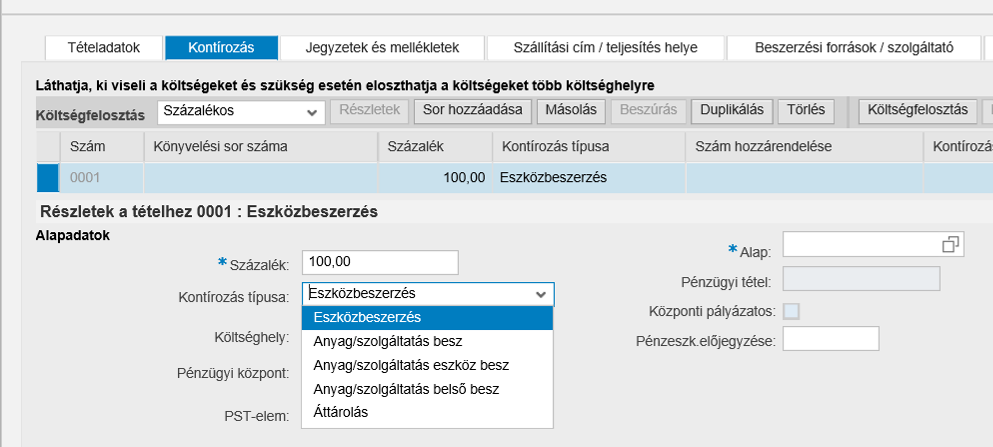 Tételadatok Kontírozás Jegyzetek és mellékletek Szállítási cím / teljesítés helye Beszerzési források / szolgáltató
Láthatja, ki viseli a költségeket és szükség esetén eloszthatja a költségeket több költséghelyre
Költségfelosztás Százalékos Részletek Sor hozzáadása Másolás Beszúrás Duplikálás Törlés Költségfelosztás
Szám Könyvelési sor száma Százalék Kontírozás típusa Szám hozzárendelése Kontírozás
0001 100,00 Eszközbeszerzés
Részletek a tételhez 0001 : Eszközbeszerzés
Alapadatok
* Százalék: 100,00 * Alap:
Kontírozás típusa: Eszközbeszerzés Pénzügyi tétel:
Eszközbeszerzés Központi pályázatos:
Költséghely: Anyag/szolgáltatás besz Pénzeszk.előjegyzése:
Anyag/szolgáltatás eszköz besz
Pénzügyi központ:
Anyag/szolgáltatás belső besz
PST-elem: Áttárolás